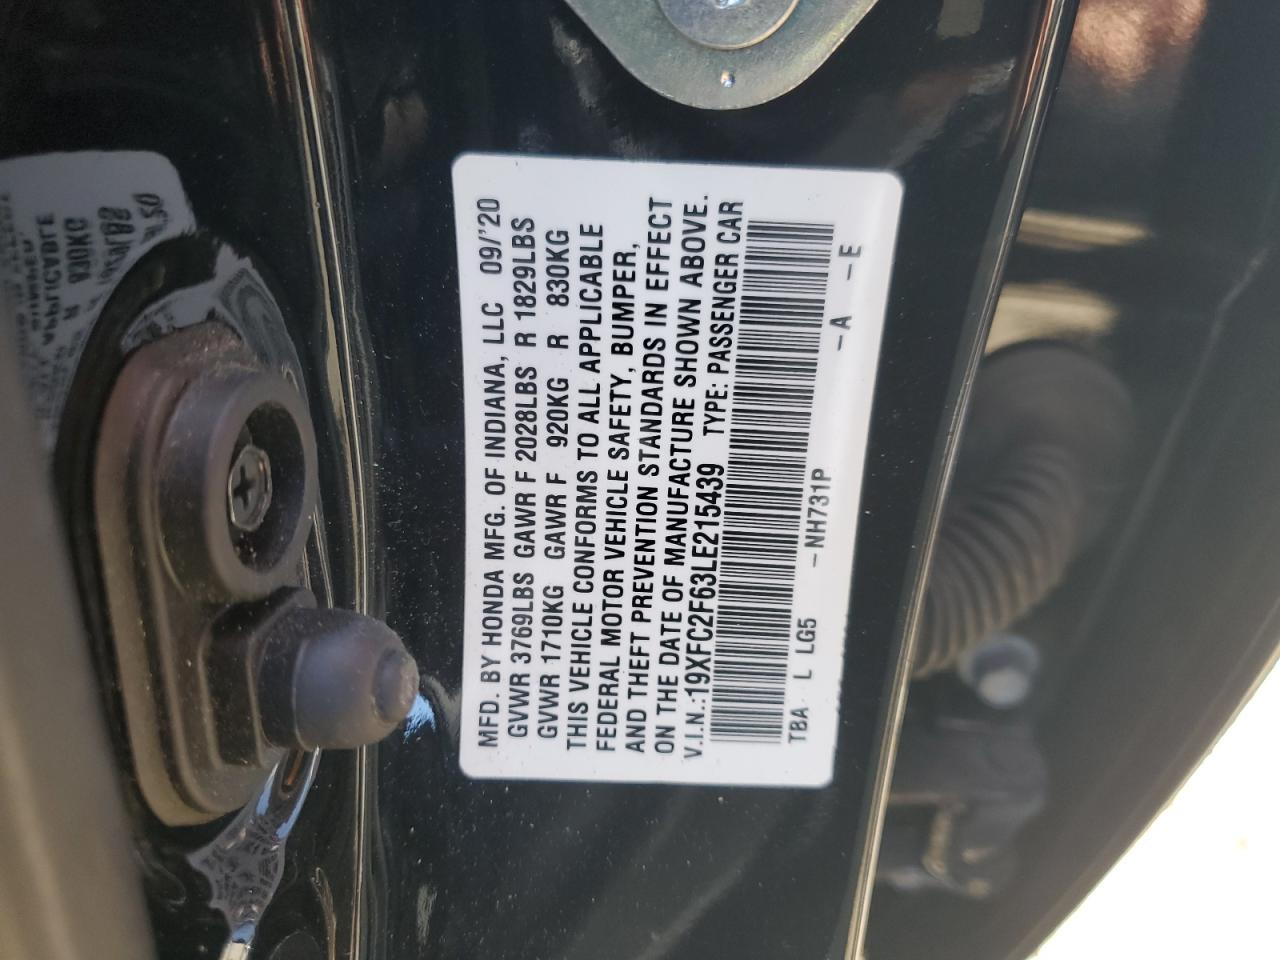 MFD. BY HONDA MFG. OF INDIANA, LLC 09/'20
GVWR 3769LBS GAWR F 2028LBS R 1829LBS
GVWR 1710KG GAWR F 920KG R 830KG
THIS VEHICLE CONFORMS TO ALL APPLICABLE
FEDERAL MOTOR VEHICLE SAFETY, BUMPER,
AND THEFT PREVENTION STANDARDS IN EFFECT
ON THE DATE OF MANUFACTURE SHOWN ABOVE.
V.I.N.:19XFC2F63LE215439 TYPE: PASSENGER CAR
TBA L LG5 -NH731P -A -E